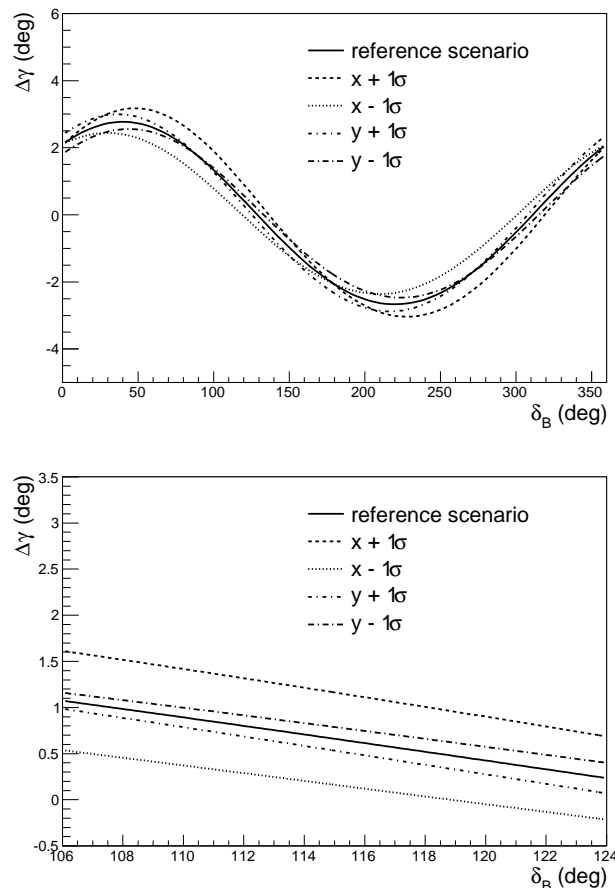 Δγ (deg)
6
4
2
0
-2
-4
reference scenario
x + 1σ
x - 1σ
y + 1σ
y - 1σ
0 50 100 150 200 250 300 350
δB (deg)
Δγ (deg)
3.5
3
2.5
2
1.5
1
0.5
0
-0.5
reference scenario
x + 1σ
x - 1σ
y + 1σ
y - 1σ
106 108 110 112 114 116 118 120 122 124
δB (deg)